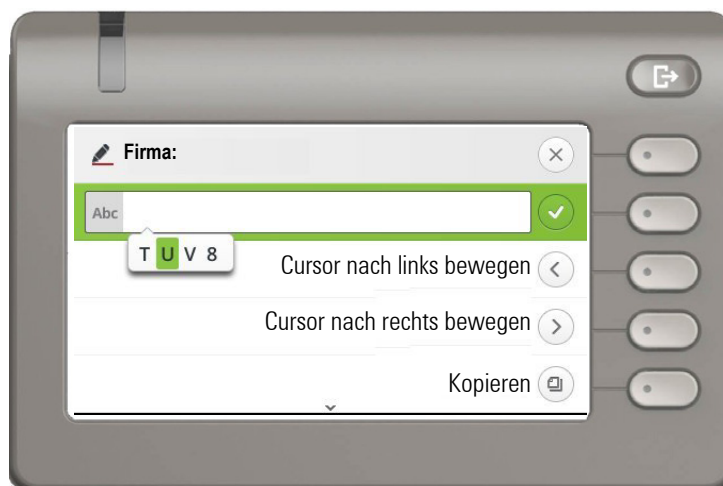 Firma:
Abc
T U V 8
Cursor nach links bewegen
Cursor nach rechts bewegen
Kopieren